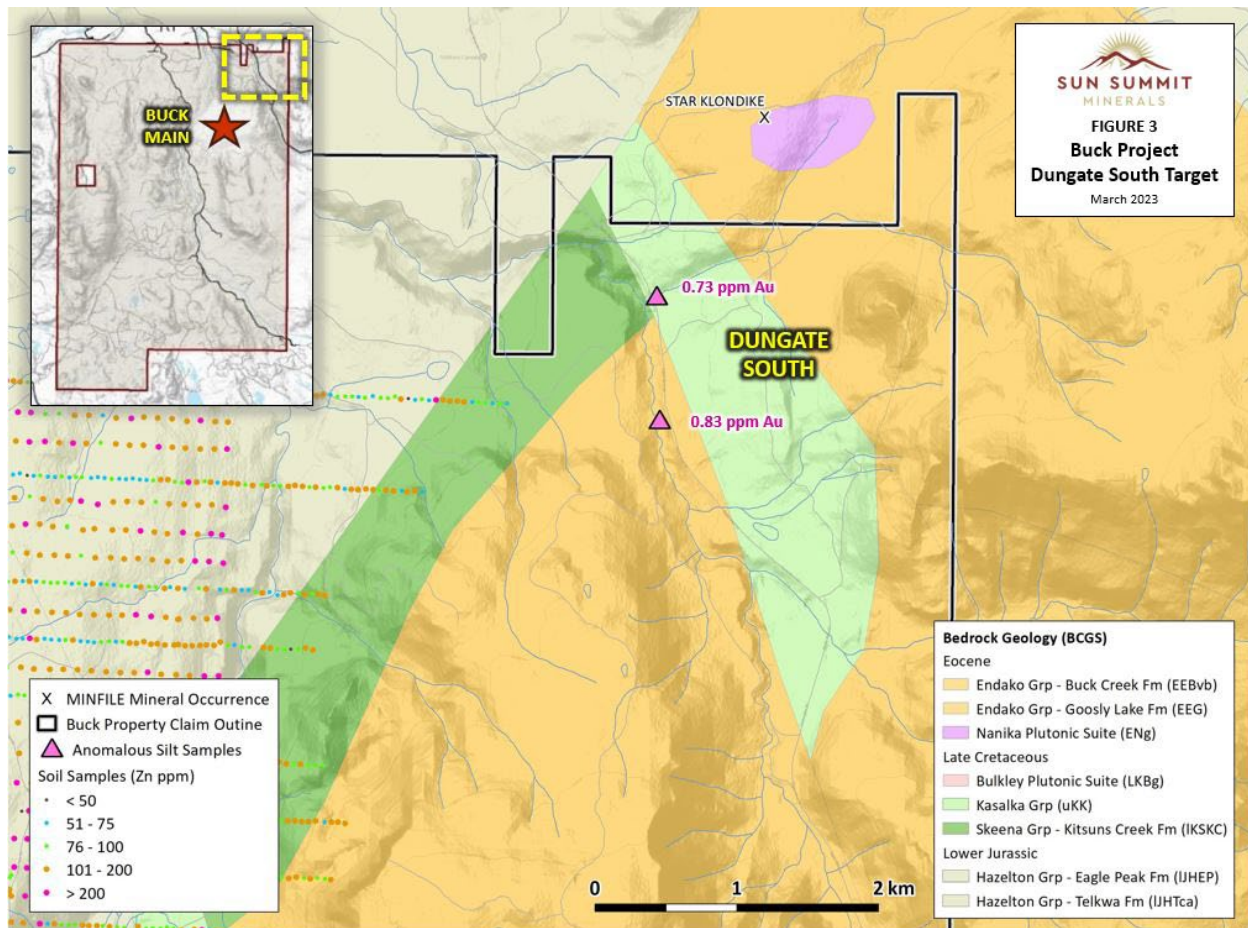 BUCK
MAIN
STAR KLONDIKE
X
SUN SUMMIT
MINERALS
FIGURE 3
Buck Project
Dungate South Target
March 2023
0.73 ppm Au
DUNGATE
SOUTH
0.83 ppm Au
X MINFILE Mineral Occurrence
Buck Property Claim Outine
Anomalous Silt Samples
Soil Samples (Zn ppm)
< 50
51 - 75
76 - 100
101 - 200
> 200
0 1 2 km
Bedrock Geology (BCGS)
Eocene
Endako Grp - Buck Creek Fm (EEBvb)
Endako Grp - Goosly Lake Fm (EEG)
Nanika Plutonic Suite (ENg)
Late Cretaceous
Bulkley Plutonic Suite (LKBg)
Kasalka Grp (uKK)
Skeena Grp - Kitsuns Creek Fm (lKSKC)
Lower Jurassic
Hazelton Grp - Eagle Peak Fm (lJHEP)
Hazelton Grp - Telkwa Fm (lJHTca)